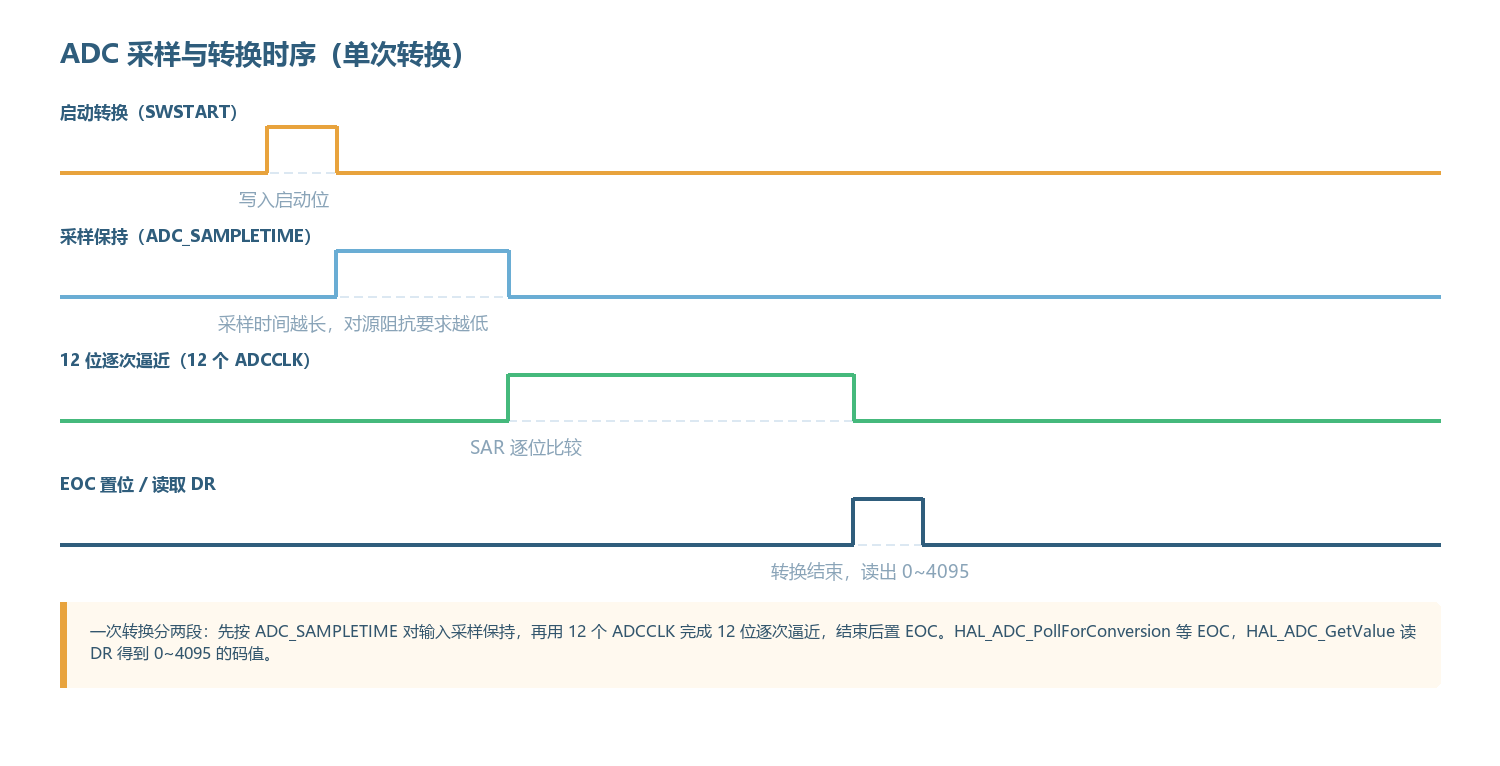 ADC 采样与转换时序（单次转换）
启动转换（SWSTART）
写入启动位
采样保持（ADC_SAMPLETIME）
采样时间越长，对源阻抗要求越低
12 位逐次逼近（12 个 ADCCLK）
SAR 逐位比较
EOC 置位 / 读取 DR
转换结束，读出 0~4095
一次转换分两段：先按 ADC_SAMPLETIME 对输入采样保持，再用 12 个 ADCCLK 完成 12 位逐次逼近，结束后置 EOC。HAL_ADC_PollForConversion 等 EOC，HAL_ADC_GetValue 读
DR 得到 0~4095 的码值。